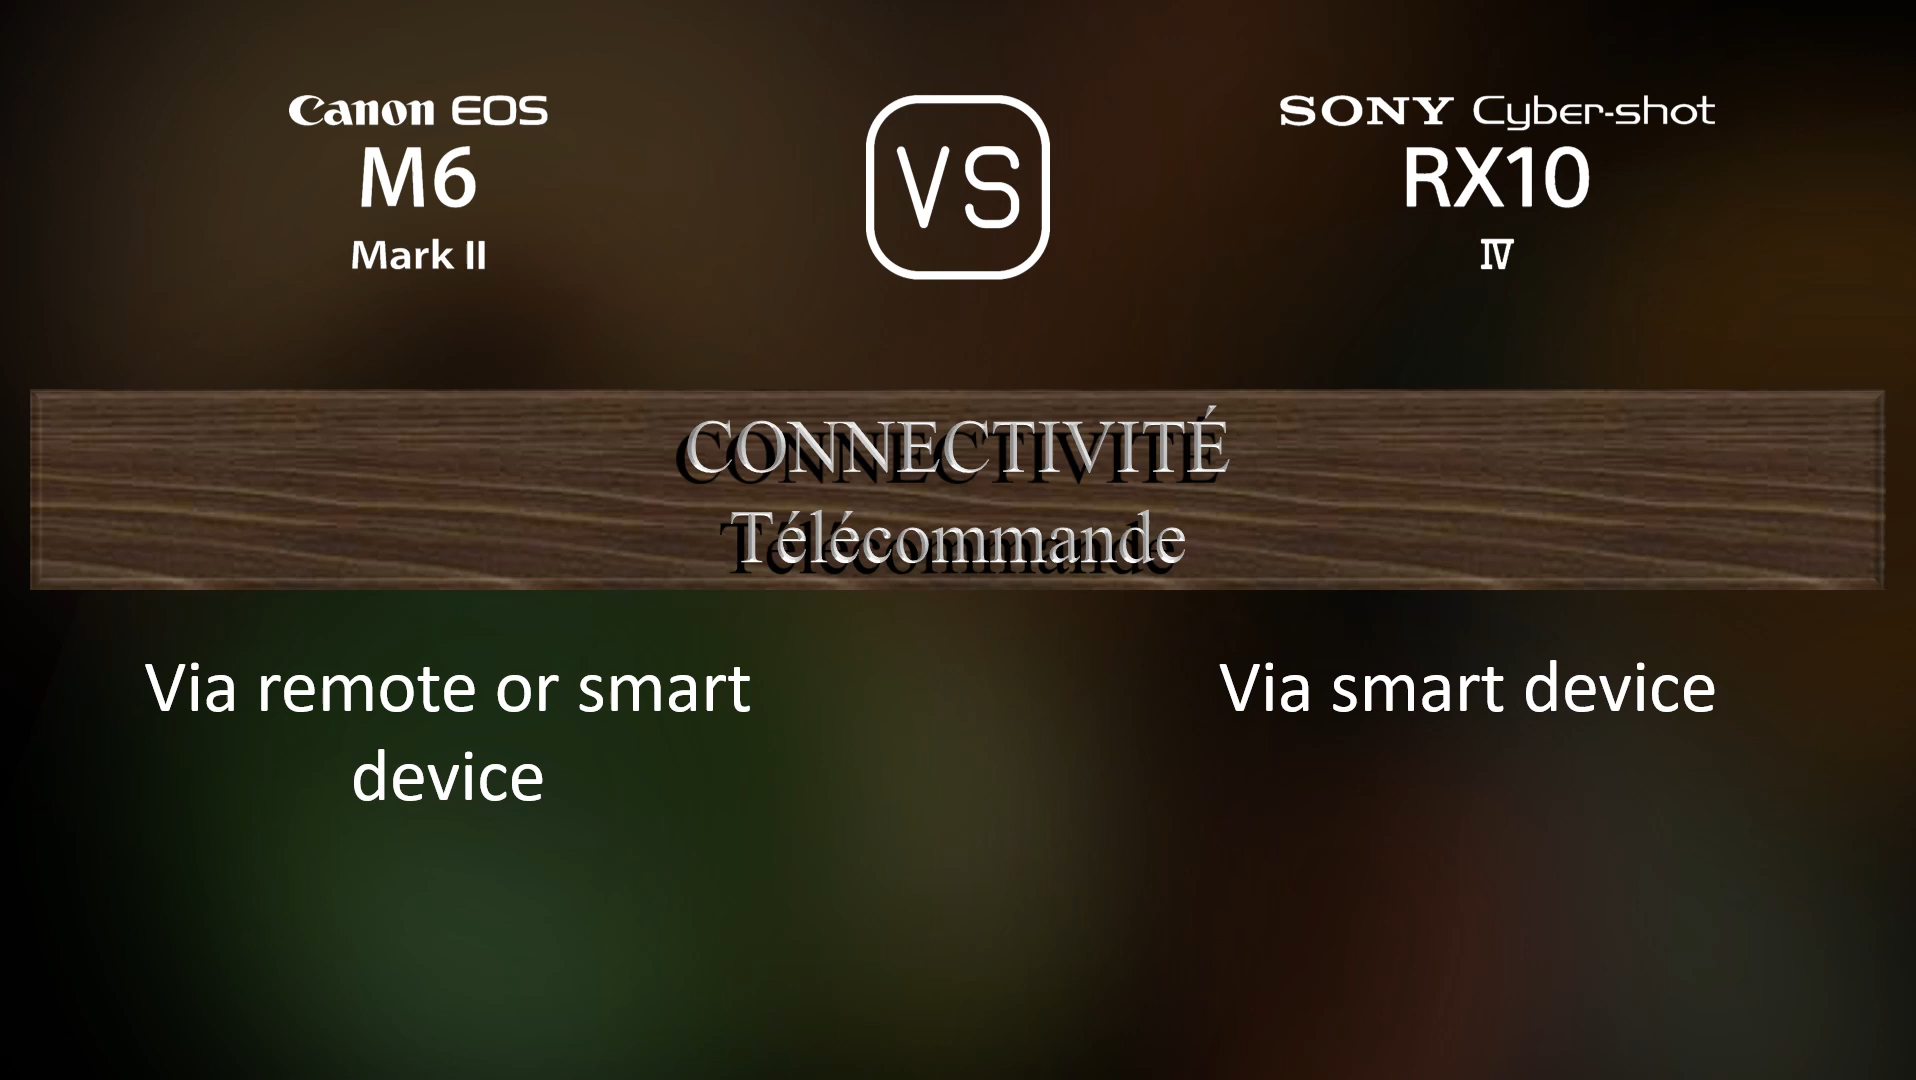 Canon EOS
M6
Mark II
VS
SONY Cyber-shot
RX10
IV
CONNECTIVITÉ
Télécommande
Via remote or smart
device
Via smart device